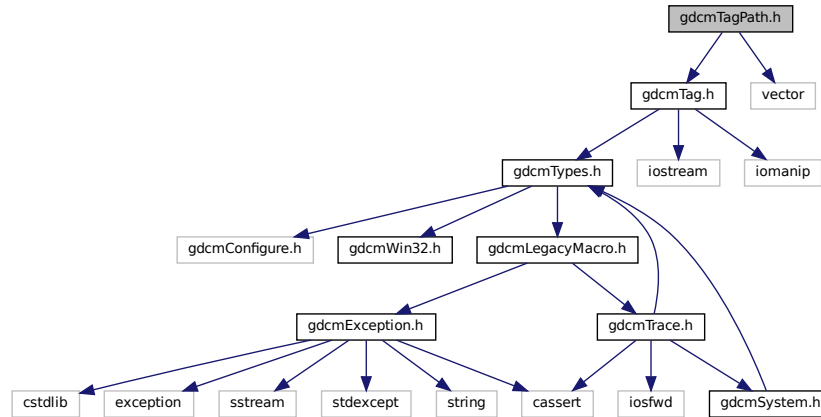 gdcmTagPath.h
gdcmTag.h
vector
gdcmTypes.h
iostream
iomanip
gdcmConfigure.h
gdcmWin32.h
gdcmLegacyMacro.h
gdcmException.h
gdcmTrace.h
cstdlib
exception
sstream
stdexcept
string
cassert
iosfwd
gdcmSystem.h